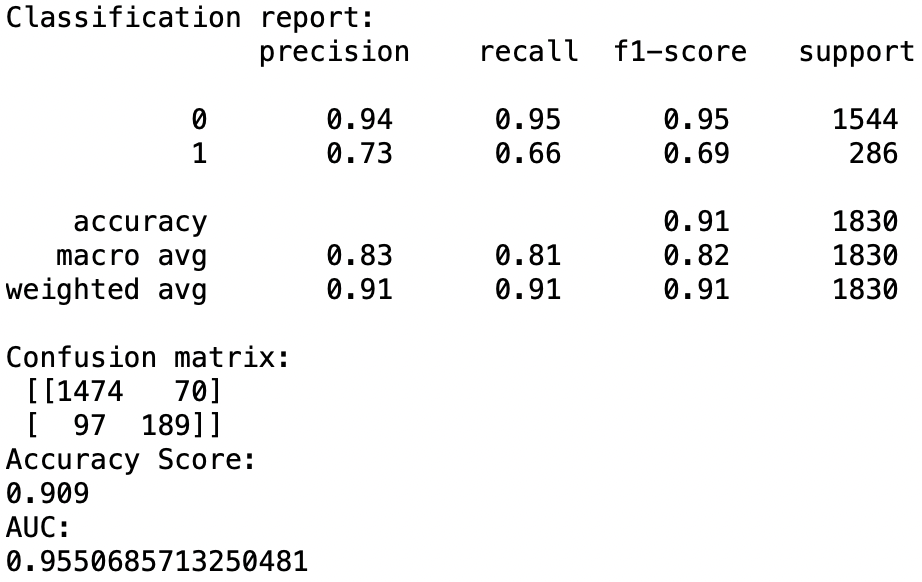 Classification report:
precision recall f1-score support
0 0.94 0.95 0.95 1544
1 0.73 0.66 0.69 286
accuracy 0.91 1830
macro avg 0.83 0.81 0.82 1830
weighted avg 0.91 0.91 0.91 1830
Confusion matrix:
[[1474 70]
[ 97 189]]
Accuracy Score:
0.909
AUC:
0.9550685713250481